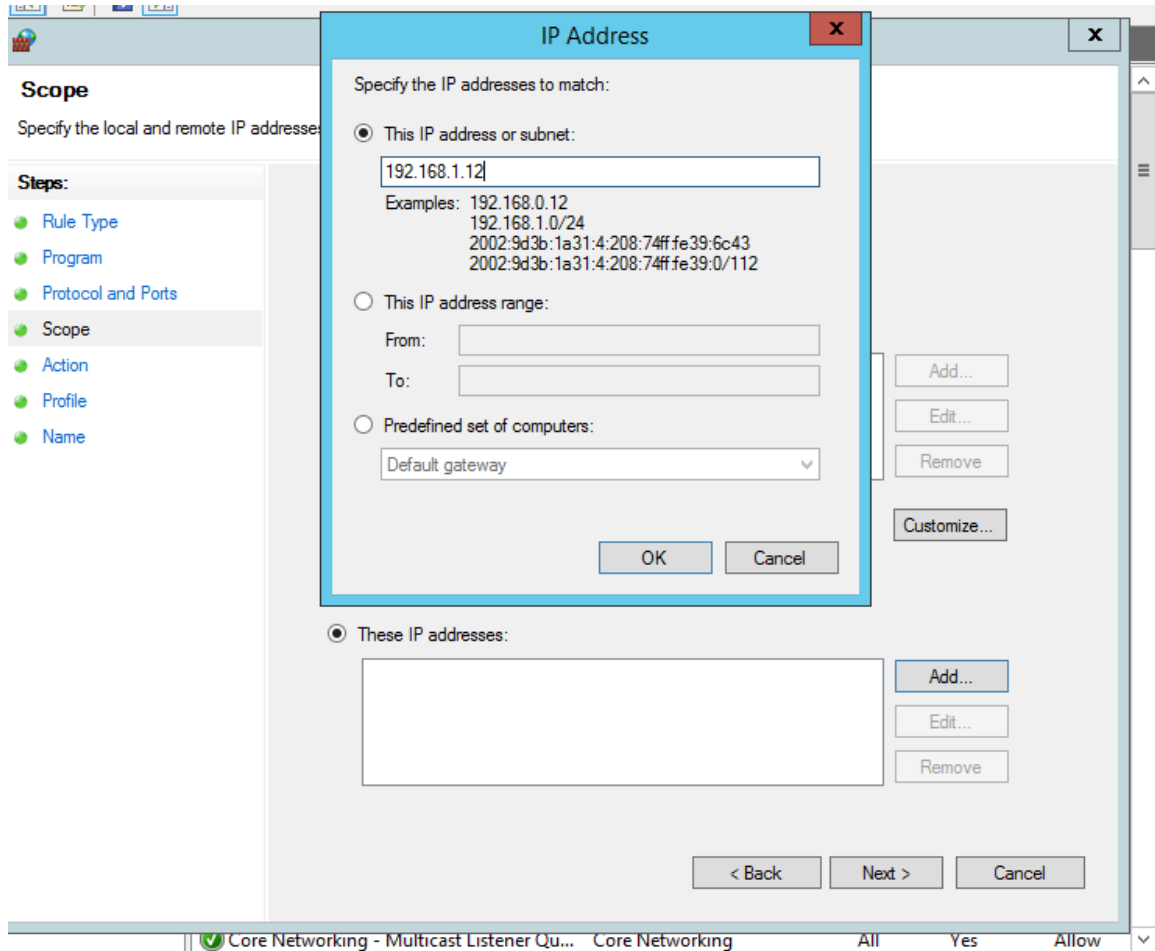 IP Address
x
x
Scope
Specify the local and remote IP addresses
Steps:
Rule Type
Program
Protocol and Ports
Scope
Action
Profile
Name
Specify the IP addresses to match:
This IP address or subnet:
192.168.1.12
Examples: 192.168.0.12
192.168.1.0/24
2002:9d3b:1a31:4:208:74ff:fe39:6c43
2002:9d3b:1a31:4:208:74ff:fe39:0/112
This IP address range:
From:
To:
Predefined set of computers:
Default gateway
OK Cancel
Add...
Edit...
Remove
Customize...
These IP addresses:
Add...
Edit...
Remove
< Back Next > Cancel
Core Networking - Multicast Listener Qu... Core Networking All Yes Allow